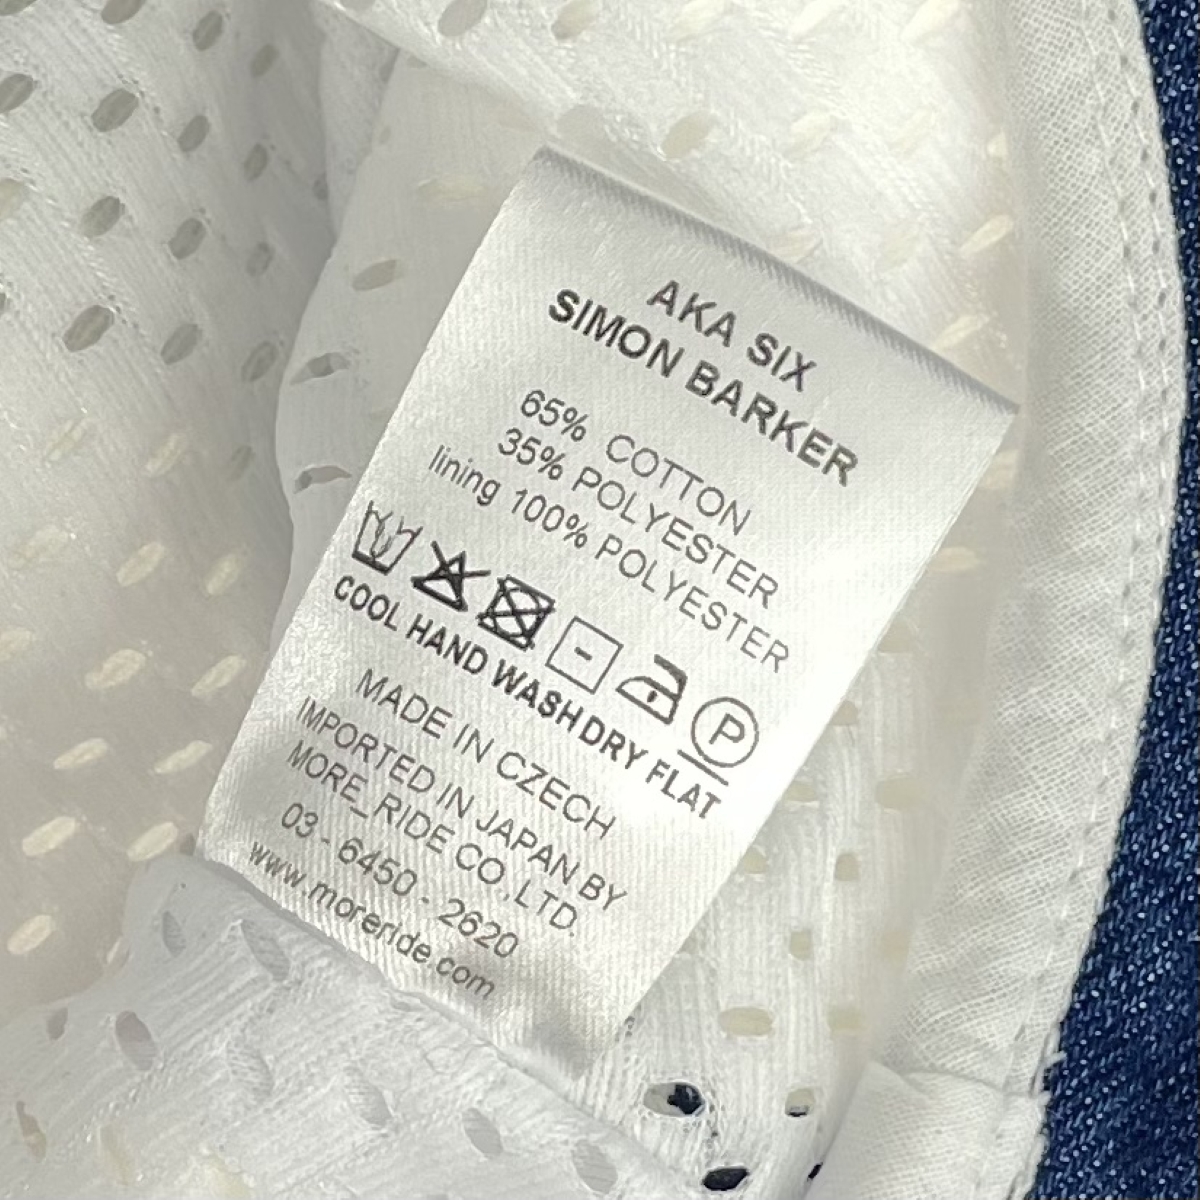 AKA SIX
SIMON BARKER
65% COTTON
35% POLYESTER
lining 100% POLYESTER
P
COOL HAND WASH DRY FLAT
MADE IN CZECH
IMPORTED IN JAPAN BY
MORE_RIDE CO.,LTD.
03 - 6450 - 2620
www.moreride.com